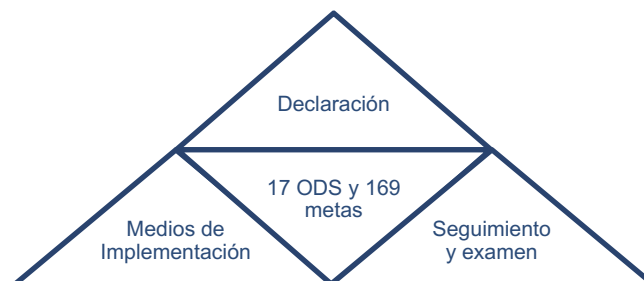 Declaración
17 ODS y 169
metas
Medios de
Implementación
Seguimiento
y examen